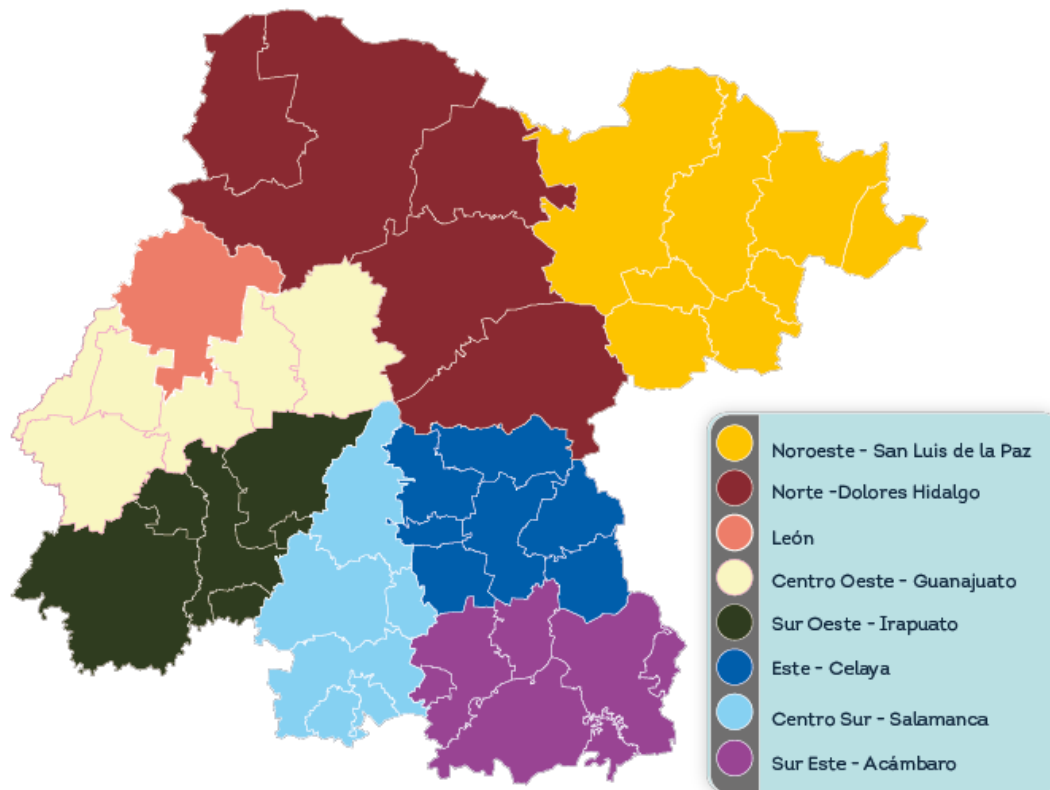 Noroeste - San Luis de la Paz
Norte -Dolores Hidalgo
León
Centro Oeste - Guanajuato
Sur Oeste - Irapuato
Este - Celaya
Centro Sur - Salamanca
Sur Este - Acámbaro